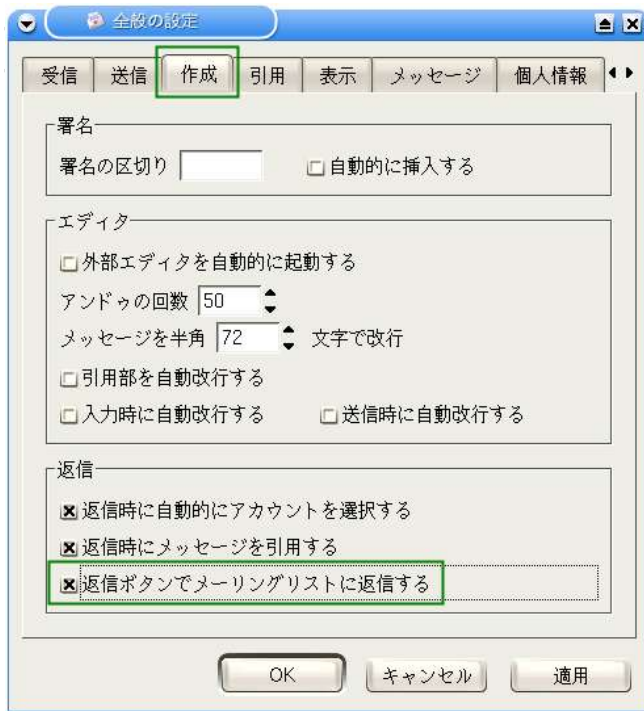 全般の設定
受信 送信 作成 引用 表示 メッセージ 個人情報
署名
署名の区切り 自動的に挿入する
エディタ
外部エディタを自動的に起動する
アンドゥの回数 50
メッセージを半角 72 文字で改行
引用部を自動改行する
入力時に自動改行する 送信時に自動改行する
返信
返信時に自動的にアカウントを選択する
返信時にメッセージを引用する
返信ボタンでメーリングリストに返信する
OK キャンセル 適用